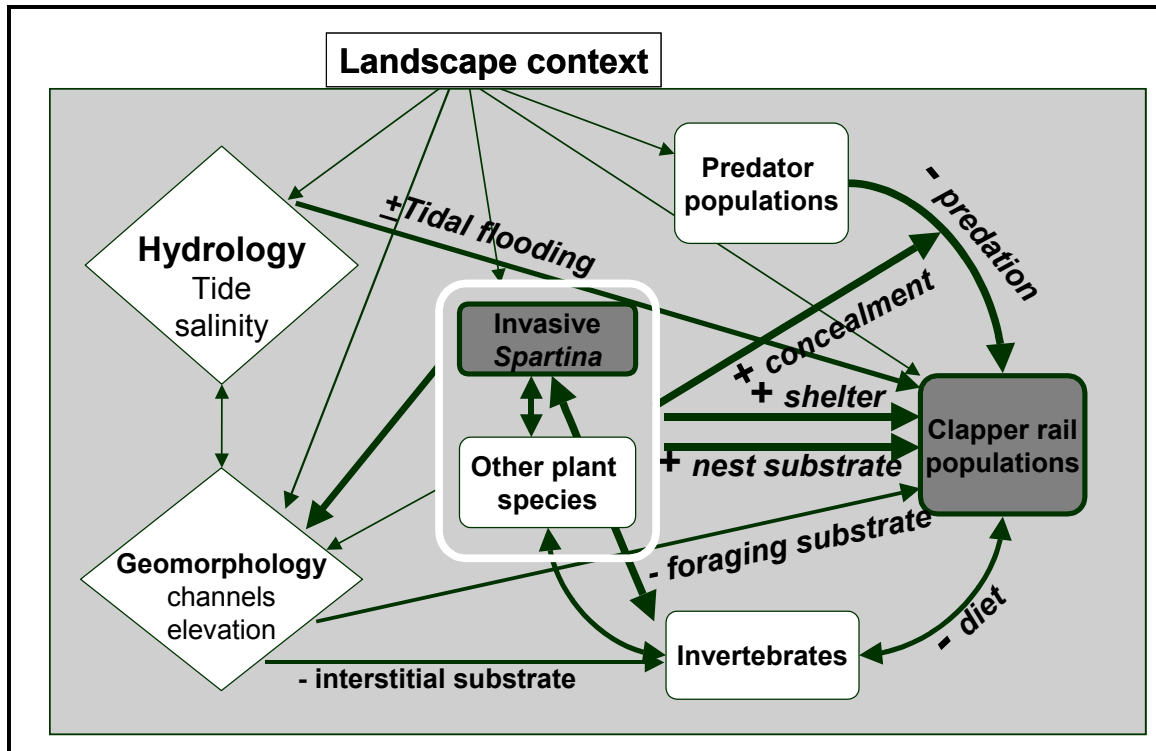 Landscape context
Predator
populations
- predation
±Tidal flooding
Hydrology
Tide
salinity
Invasive
Spartina
+ concealment
+ shelter
Clapper rail
populations
+ nest substrate
Other plant
species
- foraging substrate
Geomorphology
channels
elevation
- diet
Invertebrates
- interstitial substrate